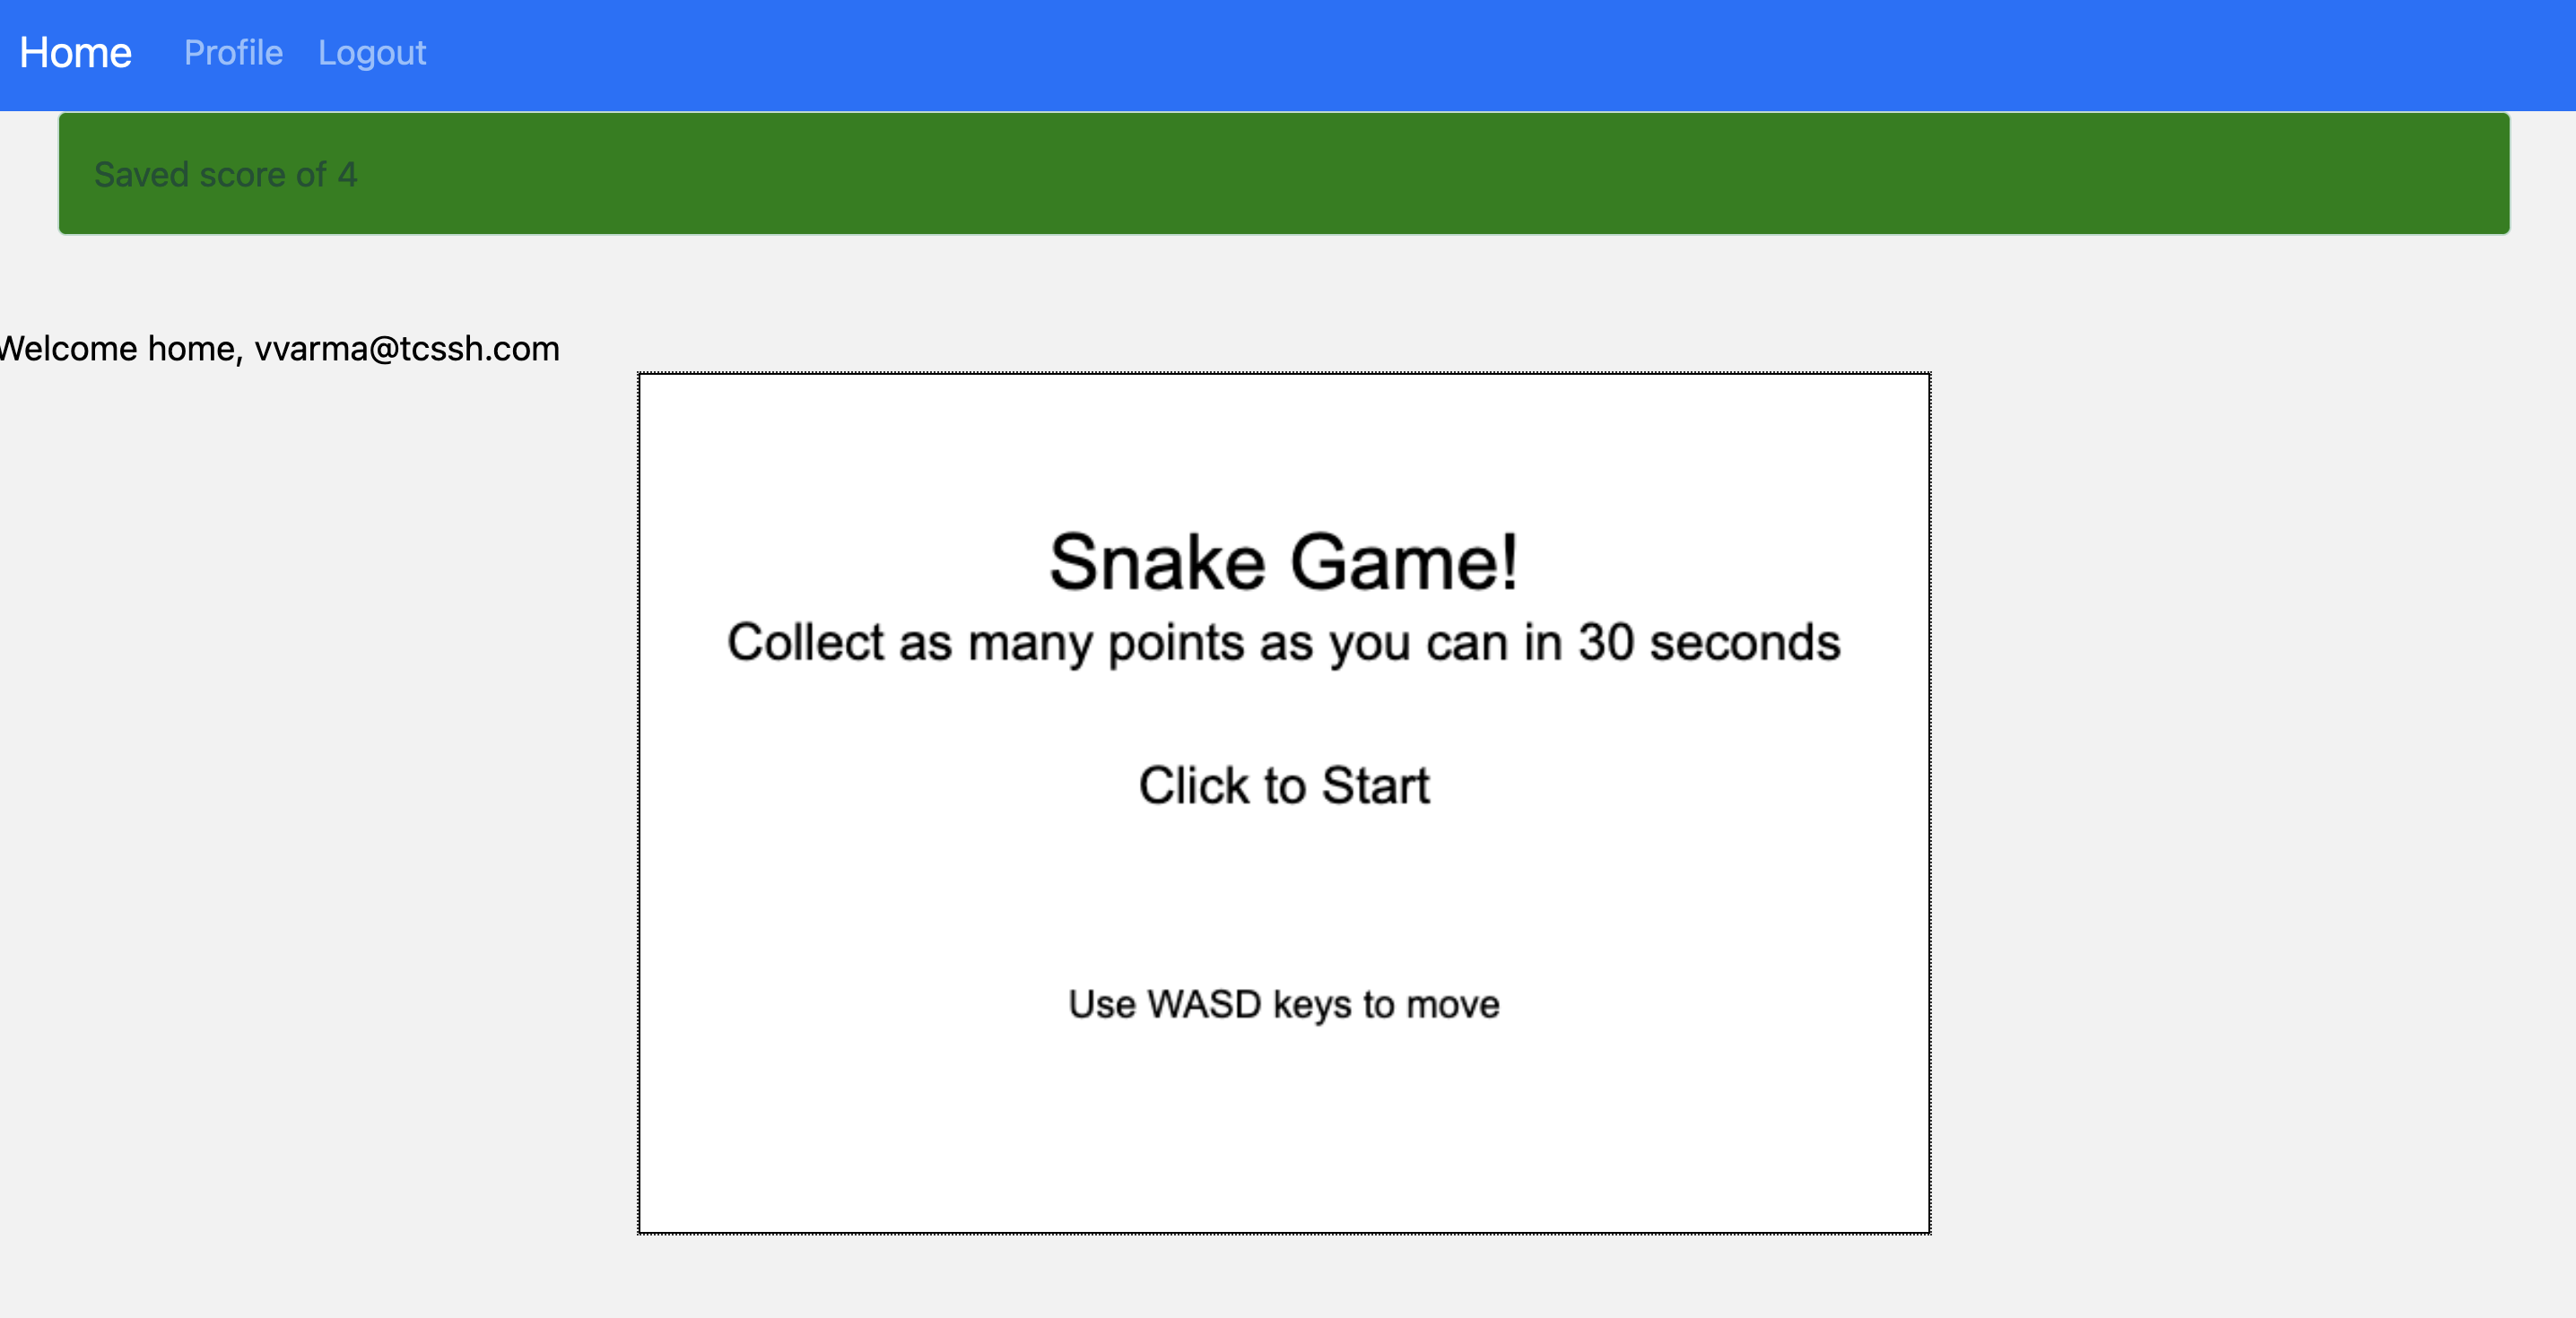 Home Profile Logout
Saved score of 4
Welcome home, vvarma@tcssh.com
Snake Game!
Collect as many points as you can in 30 seconds
Click to Start
Use WASD keys to move